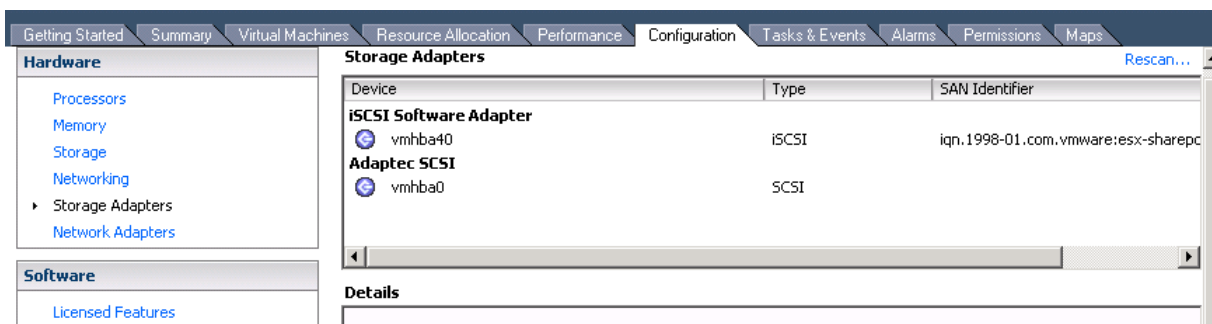 Getting Started Summary Virtual Machines Resource Allocation Performance Configuration Tasks & Events Alarms Permissions Maps
Hardware
Processors
Memory
Storage
Networking
Storage Adapters
Network Adapters
Software
Licensed Features
Storage Adapters
Rescan...
Device Type SAN Identifier
iSCSI Software Adapter
vmhba40 iSCSI iqn.1998-01.com.vmware:esx-sharepo
Adaptec SCSI
vmhba0 SCSI
Details